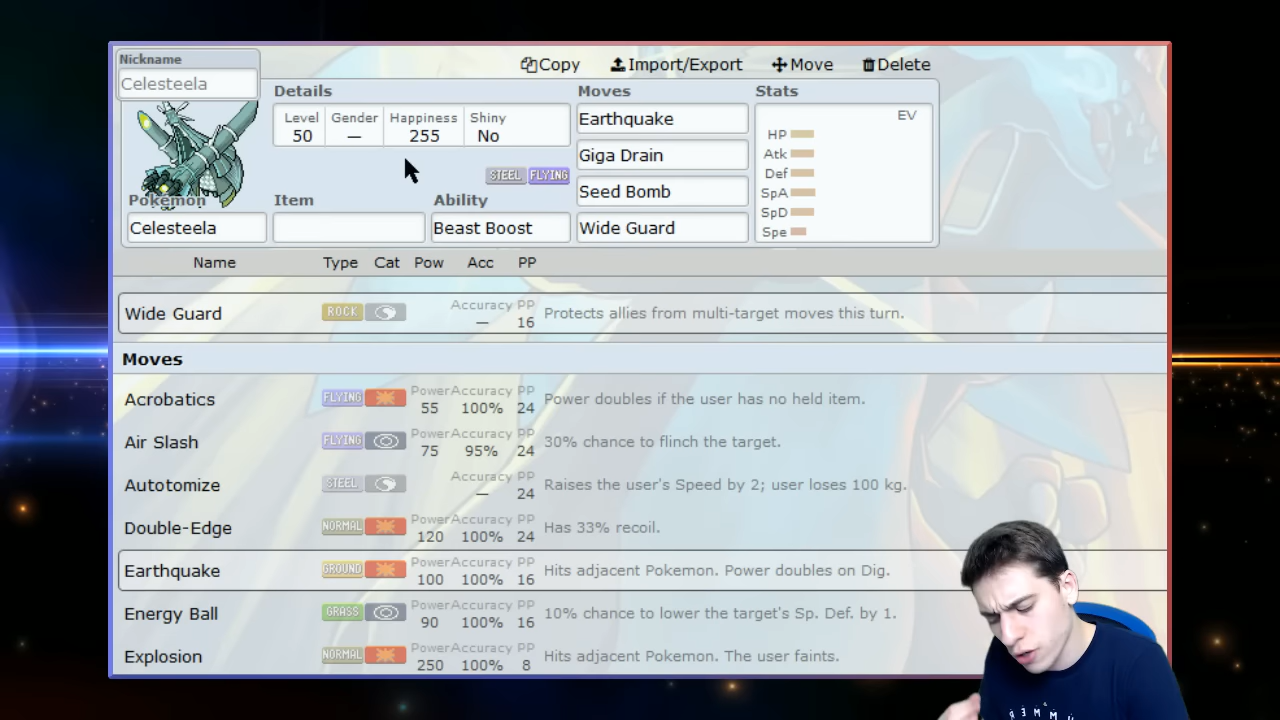 Nickname
Celesteela
Copy Import/Export Move Delete
Details
Level Gender Happiness Shiny
50 — 255 No
STEEL FLYING
Pokémon Item Ability
Celesteela Beast Boost
Moves
Earthquake
Giga Drain
Seed Bomb
Wide Guard
Stats
EV
HP
Atk
Def
SpA
SpD
Spe
Name Type Cat Pow Acc PP
Wide Guard ROCK Accuracy — PP 16 Protects allies from multi-target moves this turn.
Moves
Acrobatics FLYING Power 55 Accuracy 100% PP 24 Power doubles if the user has no held item.
Air Slash FLYING Power 75 Accuracy 95% PP 24 30% chance to flinch the target.
Autotomize STEEL Accuracy — PP 24 Raises the user's Speed by 2; user loses 100 kg.
Double-Edge NORMAL Power 120 Accuracy 100% PP 24 Has 33% recoil.
Earthquake GROUND Power 100 Accuracy 100% PP 16 Hits adjacent Pokemon. Power doubles on Dig.
Energy Ball GRASS Power 90 Accuracy 100% PP 16 10% chance to lower the target's Sp. Def. by 1.
Explosion NORMAL Power 250 Accuracy 100% PP 8 Hits adjacent Pokemon. The user faints.